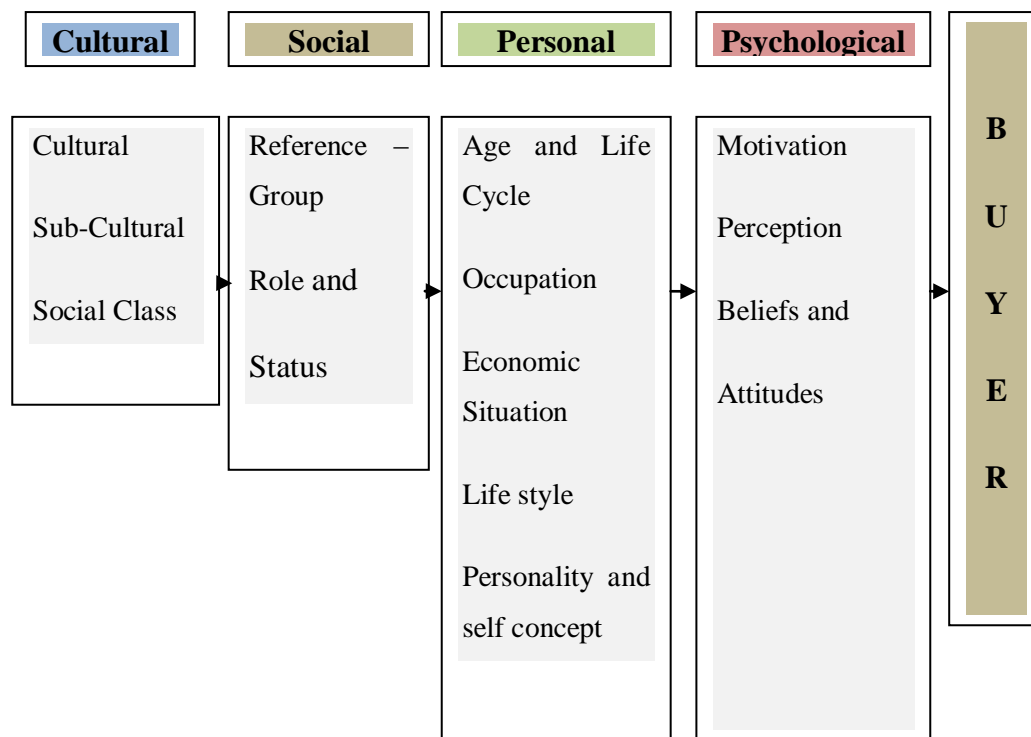 Cultural
Social
Personal
Psychological
Cultural
Sub-Cultural
Social Class
Reference –
Group
Role and
Status
Age and Life
Cycle
Occupation
Economic
Situation
Life style
Personality and
self concept
Motivation
Perception
Beliefs and
Attitudes
B
U
Y
E
R